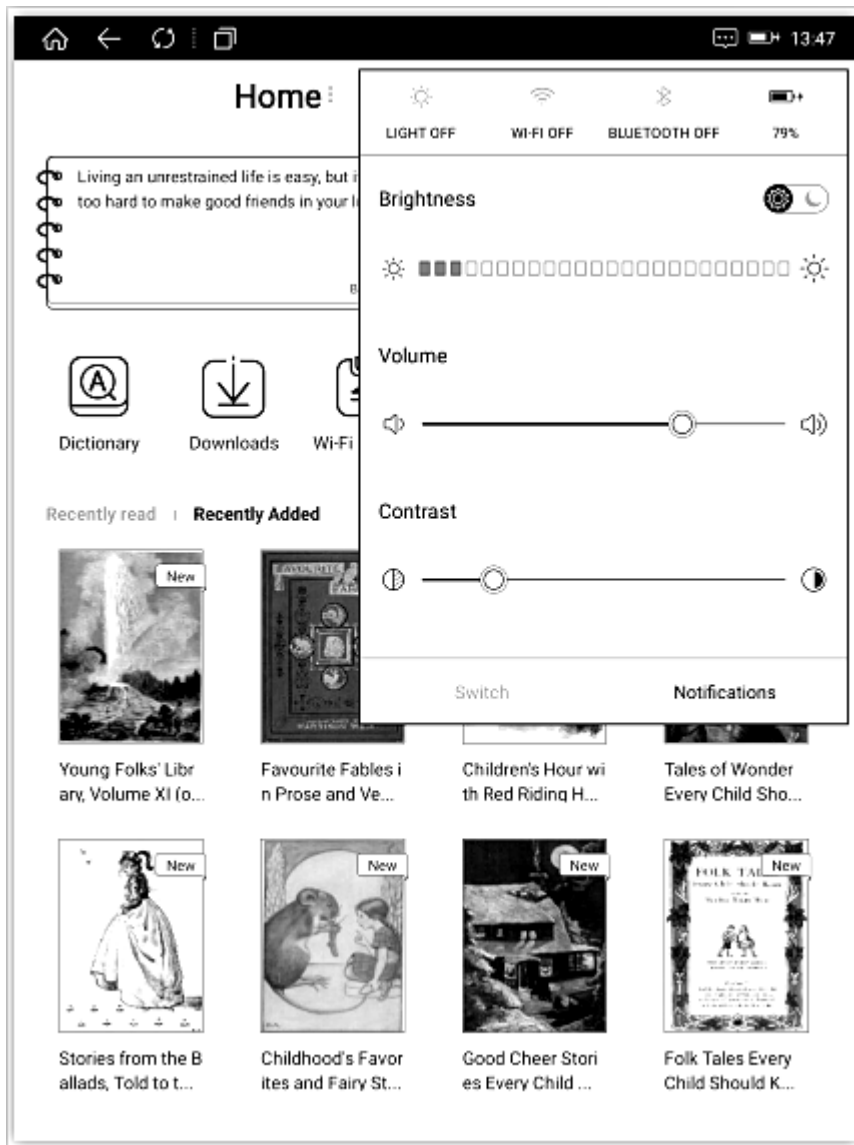 13:47
Home
LIGHT OFF
WI-FI OFF
BLUETOOTH OFF
79%
Living an unrestrained life is easy, but
too hard to make good friends in your
Brightness
Volume
Contrast
Switch
Notifications
Dictionary
Downloads
Wi-Fi
Recently read
Recently Added
New
Young Folks' Libr
ary, Volume XI (o...
Favourite Fables i
n Prose and Ve...
Children's Hour wi
th Red Riding H...
Tales of Wonder
Every Child Sho...
New
Stories from the B
allads, Told to t...
New
Childhood's Favor
ites and Fairy St...
New
Good Cheer Stori
es Every Child ...
FOLK TAL
New
Folk Tales Every
Child Should K...